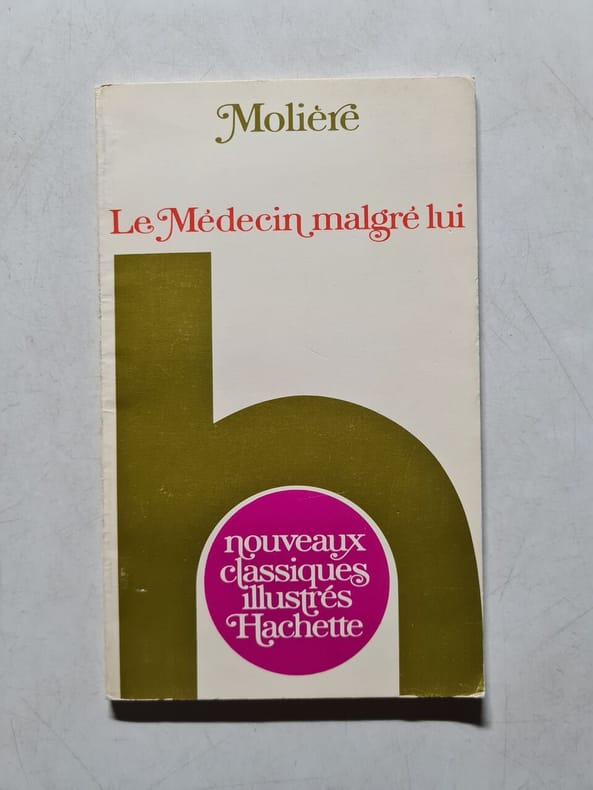 Molière
Le Médecin malgré lui
h
nouveaux
classiques
illustrés
Hachette